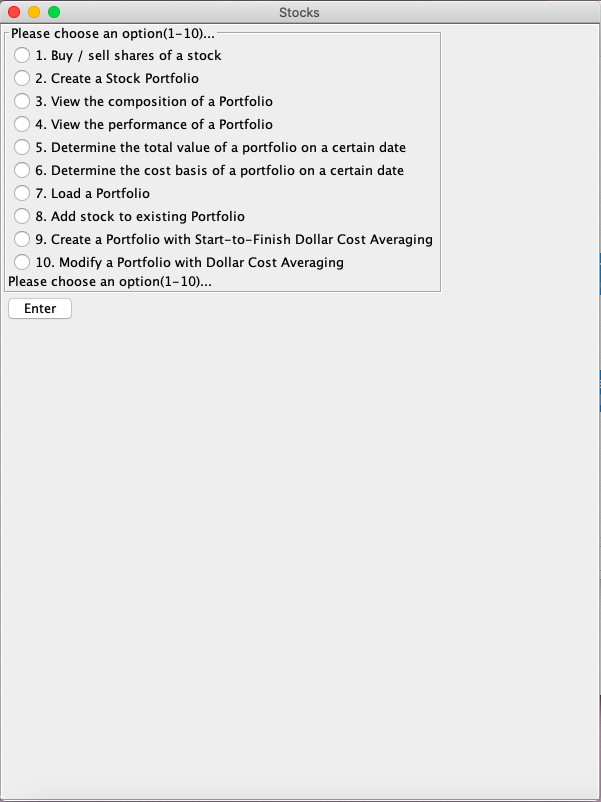 Stocks
Please choose an option(1-10)...
1. Buy / sell shares of a stock
2. Create a Stock Portfolio
3. View the composition of a Portfolio
4. View the performance of a Portfolio
5. Determine the total value of a portfolio on a certain date
6. Determine the cost basis of a portfolio on a certain date
7. Load a Portfolio
8. Add stock to existing Portfolio
9. Create a Portfolio with Start-to-Finish Dollar Cost Averaging
10. Modify a Portfolio with Dollar Cost Averaging
Please choose an option(1-10)...
Enter